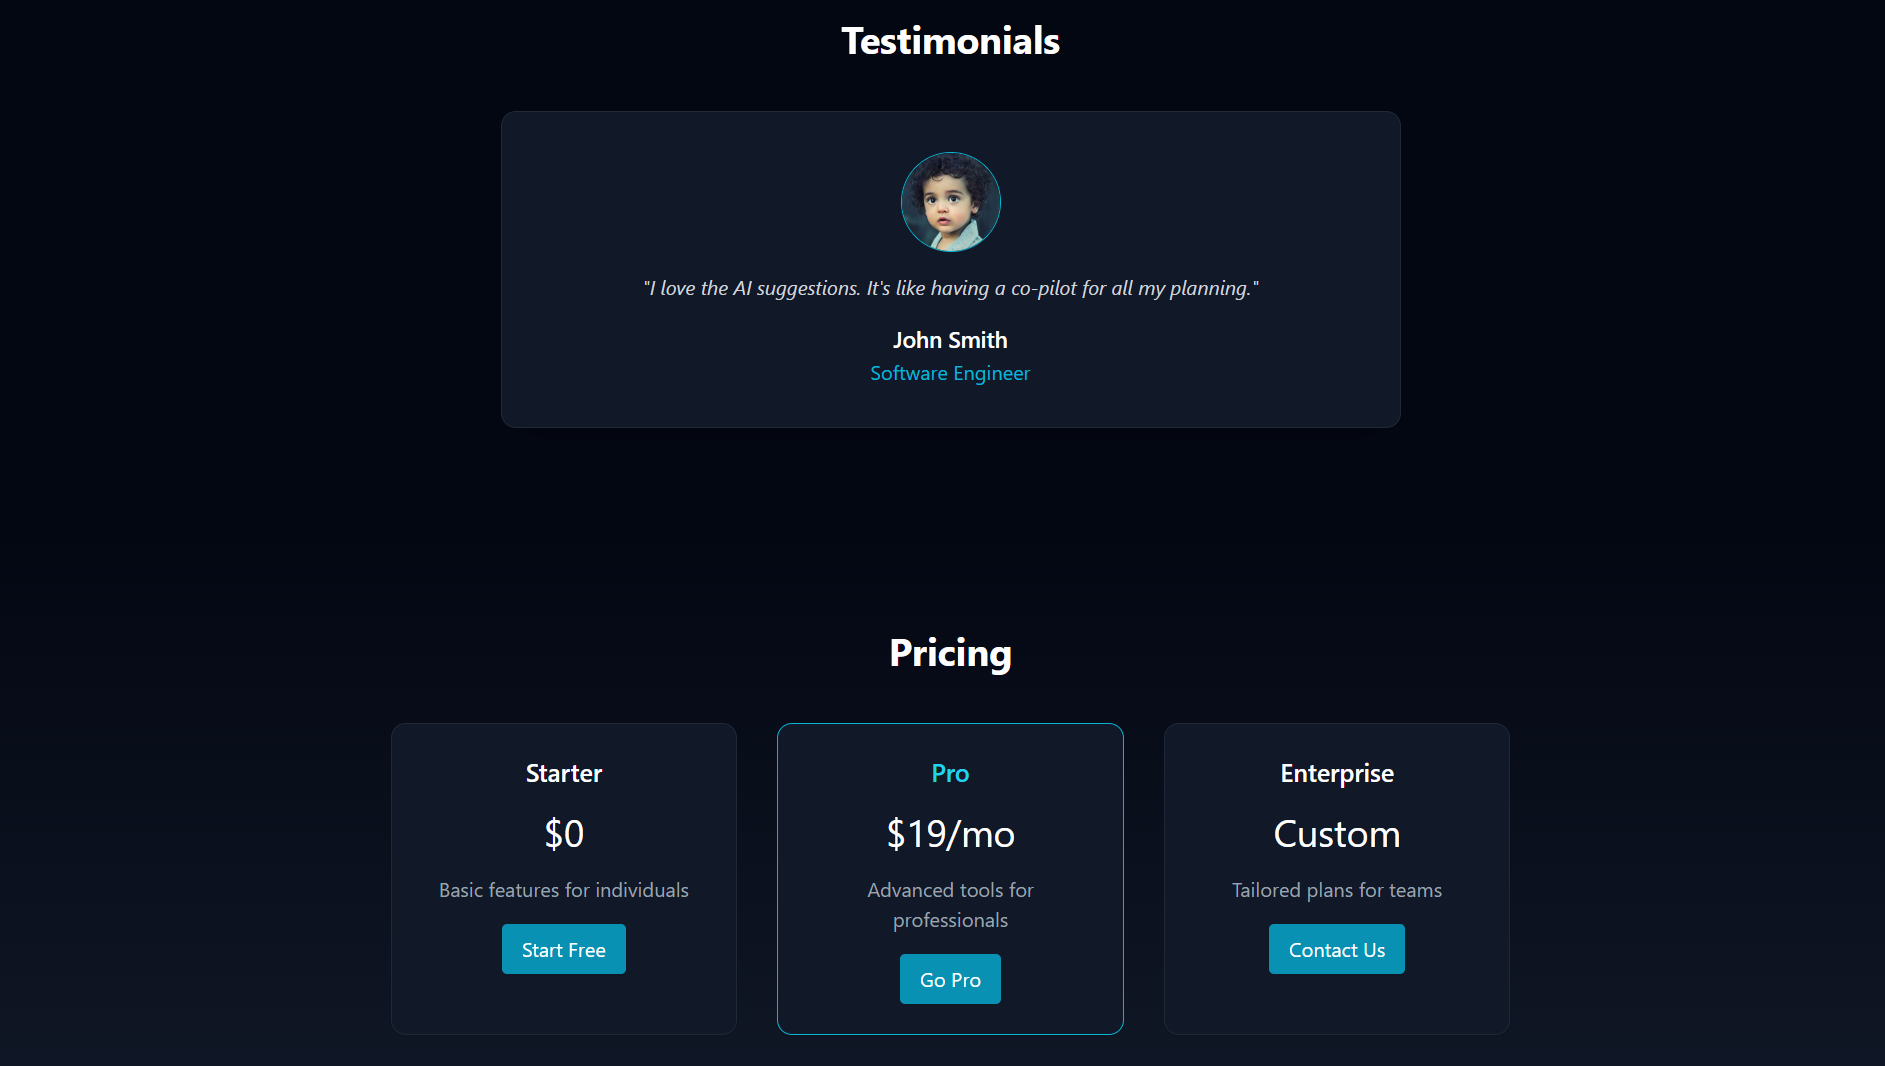 Testimonials
"I love the AI suggestions. It's like having a co-pilot for all my planning."
John Smith
Software Engineer
Pricing
Starter
$0
Basic features for individuals
Start Free
Pro
$19/mo
Advanced tools for
professionals
Go Pro
Enterprise
Custom
Tailored plans for teams
Contact Us